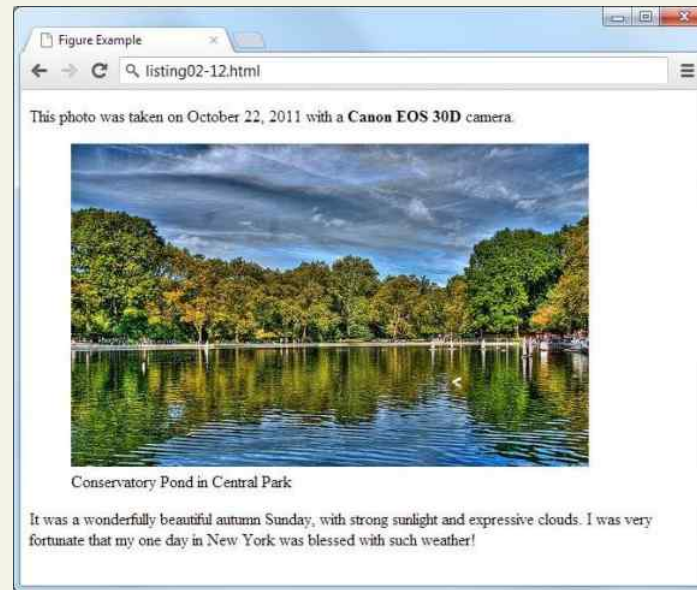 Figure Example
listing02-12.html
This photo was taken on October 22, 2011 with a Canon EOS 30D camera.
Conservatory Pond in Central Park
It was a wonderfully beautiful autumn Sunday, with strong sunlight and expressive clouds. I was very
fortunate that my one day in New York was blessed with such weather!